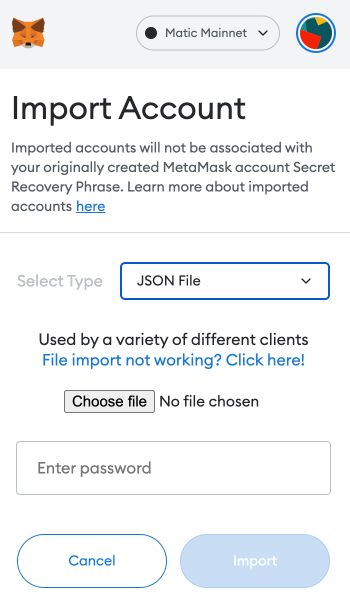 Matic Mainnet
Import Account
Imported accounts will not be associated with
your originally created MetaMask account Secret
Recovery Phrase. Learn more about imported
accounts here
Select Type
JSON File
Used by a variety of different clients
File import not working? Click here!
Choose file No file chosen
Enter password
Cancel
Import